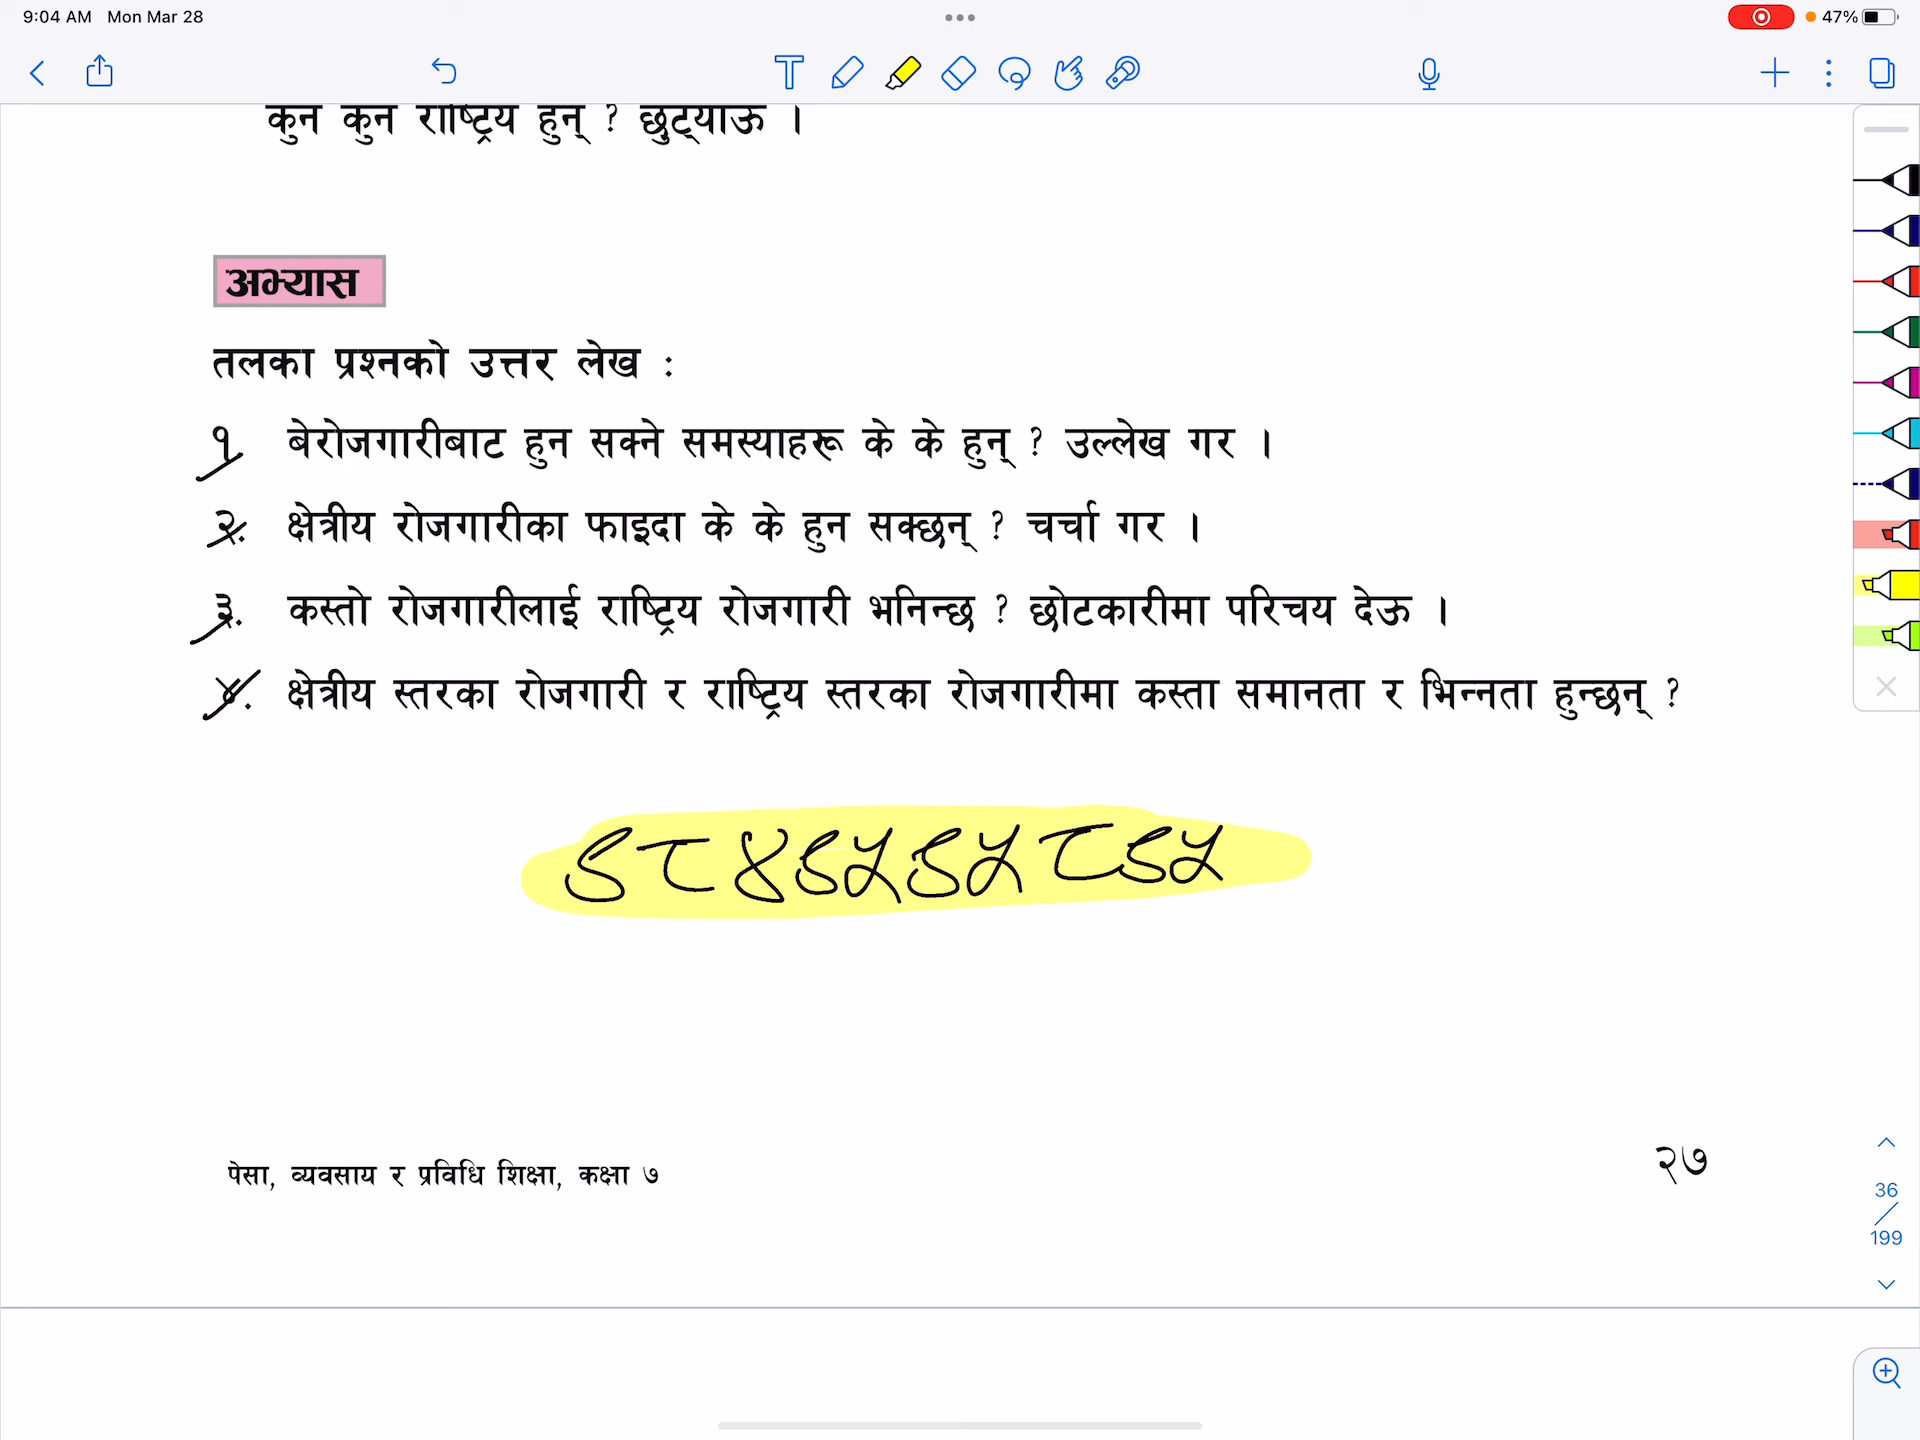 9:04 AM Mon Mar 28
47%
कुन कुन राष्ट्रिय हुन् ? छुट्याऊ ।
अभ्यास
तलका प्रश्नको उत्तर लेख :
१. बेरोजगारीबाट हुन सक्ने समस्याहरू के के हुन् ? उल्लेख गर ।
२. क्षेत्रीय रोजगारीका फाइदा के के हुन सक्छन् ? चर्चा गर ।
३. कस्तो रोजगारीलाई राष्ट्रिय रोजगारी भनिन्छ ? छोटकारीमा परिचय देऊ ।
४. क्षेत्रीय स्तरका रोजगारी र राष्ट्रिय स्तरका रोजगारीमा कस्ता समानता र भिन्नता हुन्छन् ?
९८४९५९५८९५
पेसा, व्यवसाय र प्रविधि शिक्षा, कक्षा ७
२७
36
199